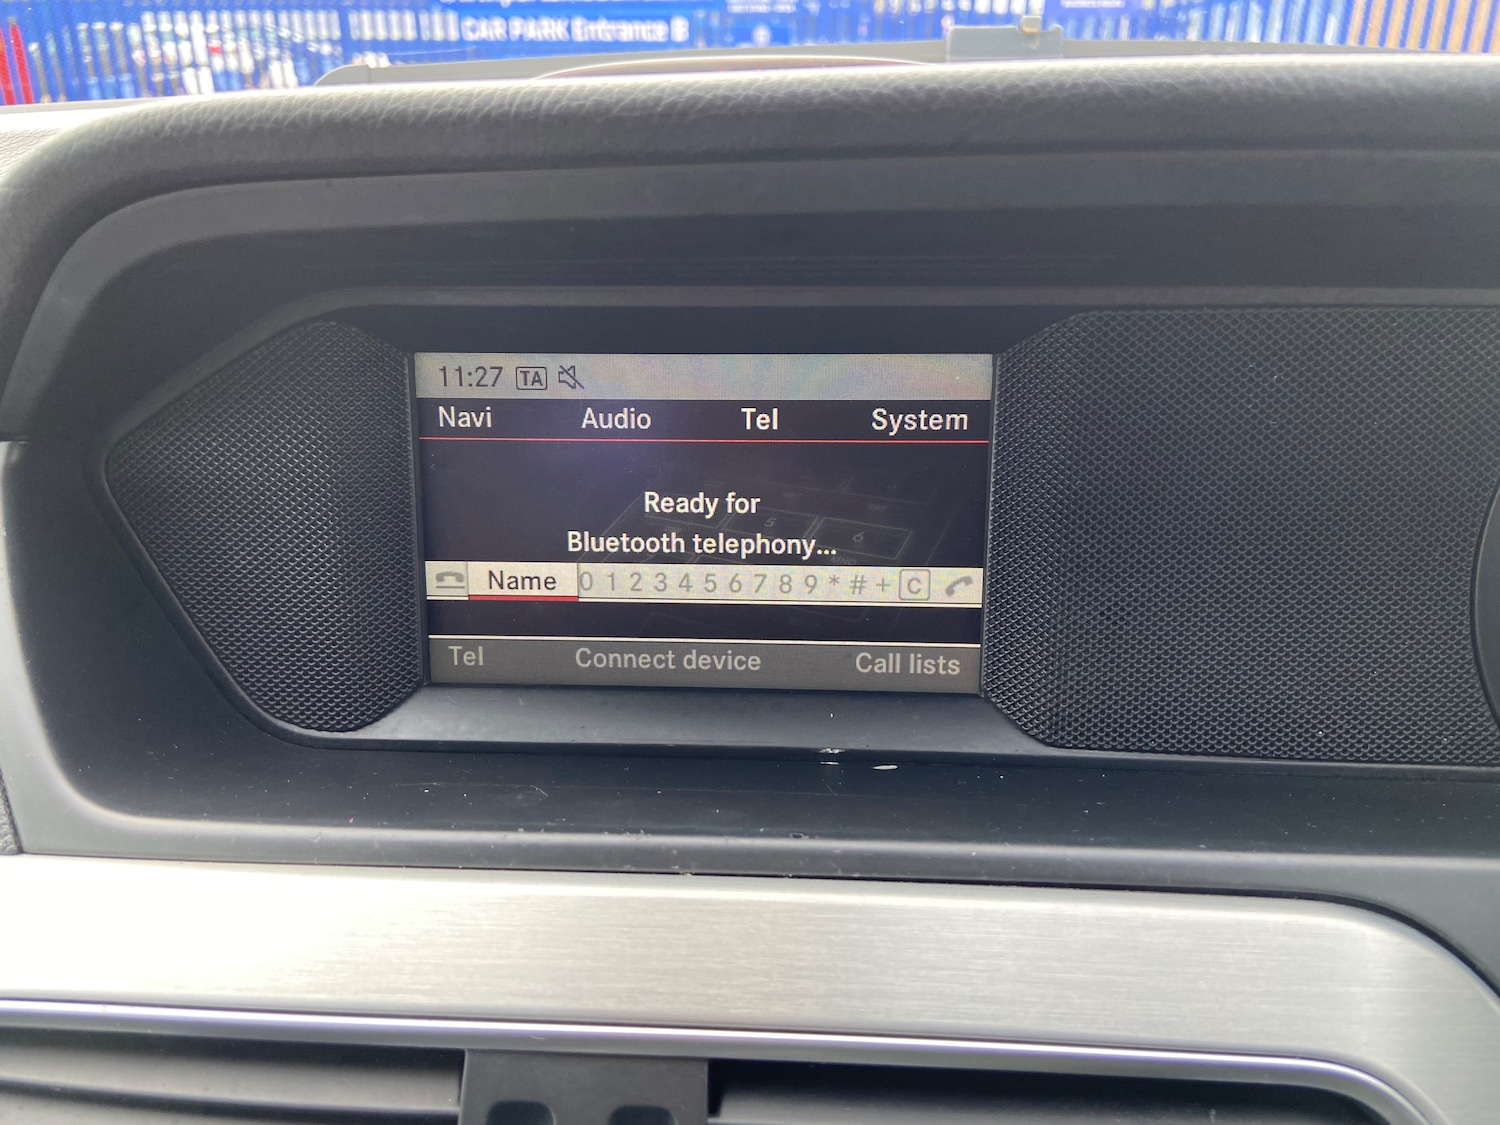 CAR PARK Entrance B
11:27 TA
Navi Audio Tel System
Ready for
Bluetooth telephony...
Name 0 1 2 3 4 5 6 7 8 9 * # + C
Tel Connect device Call lists